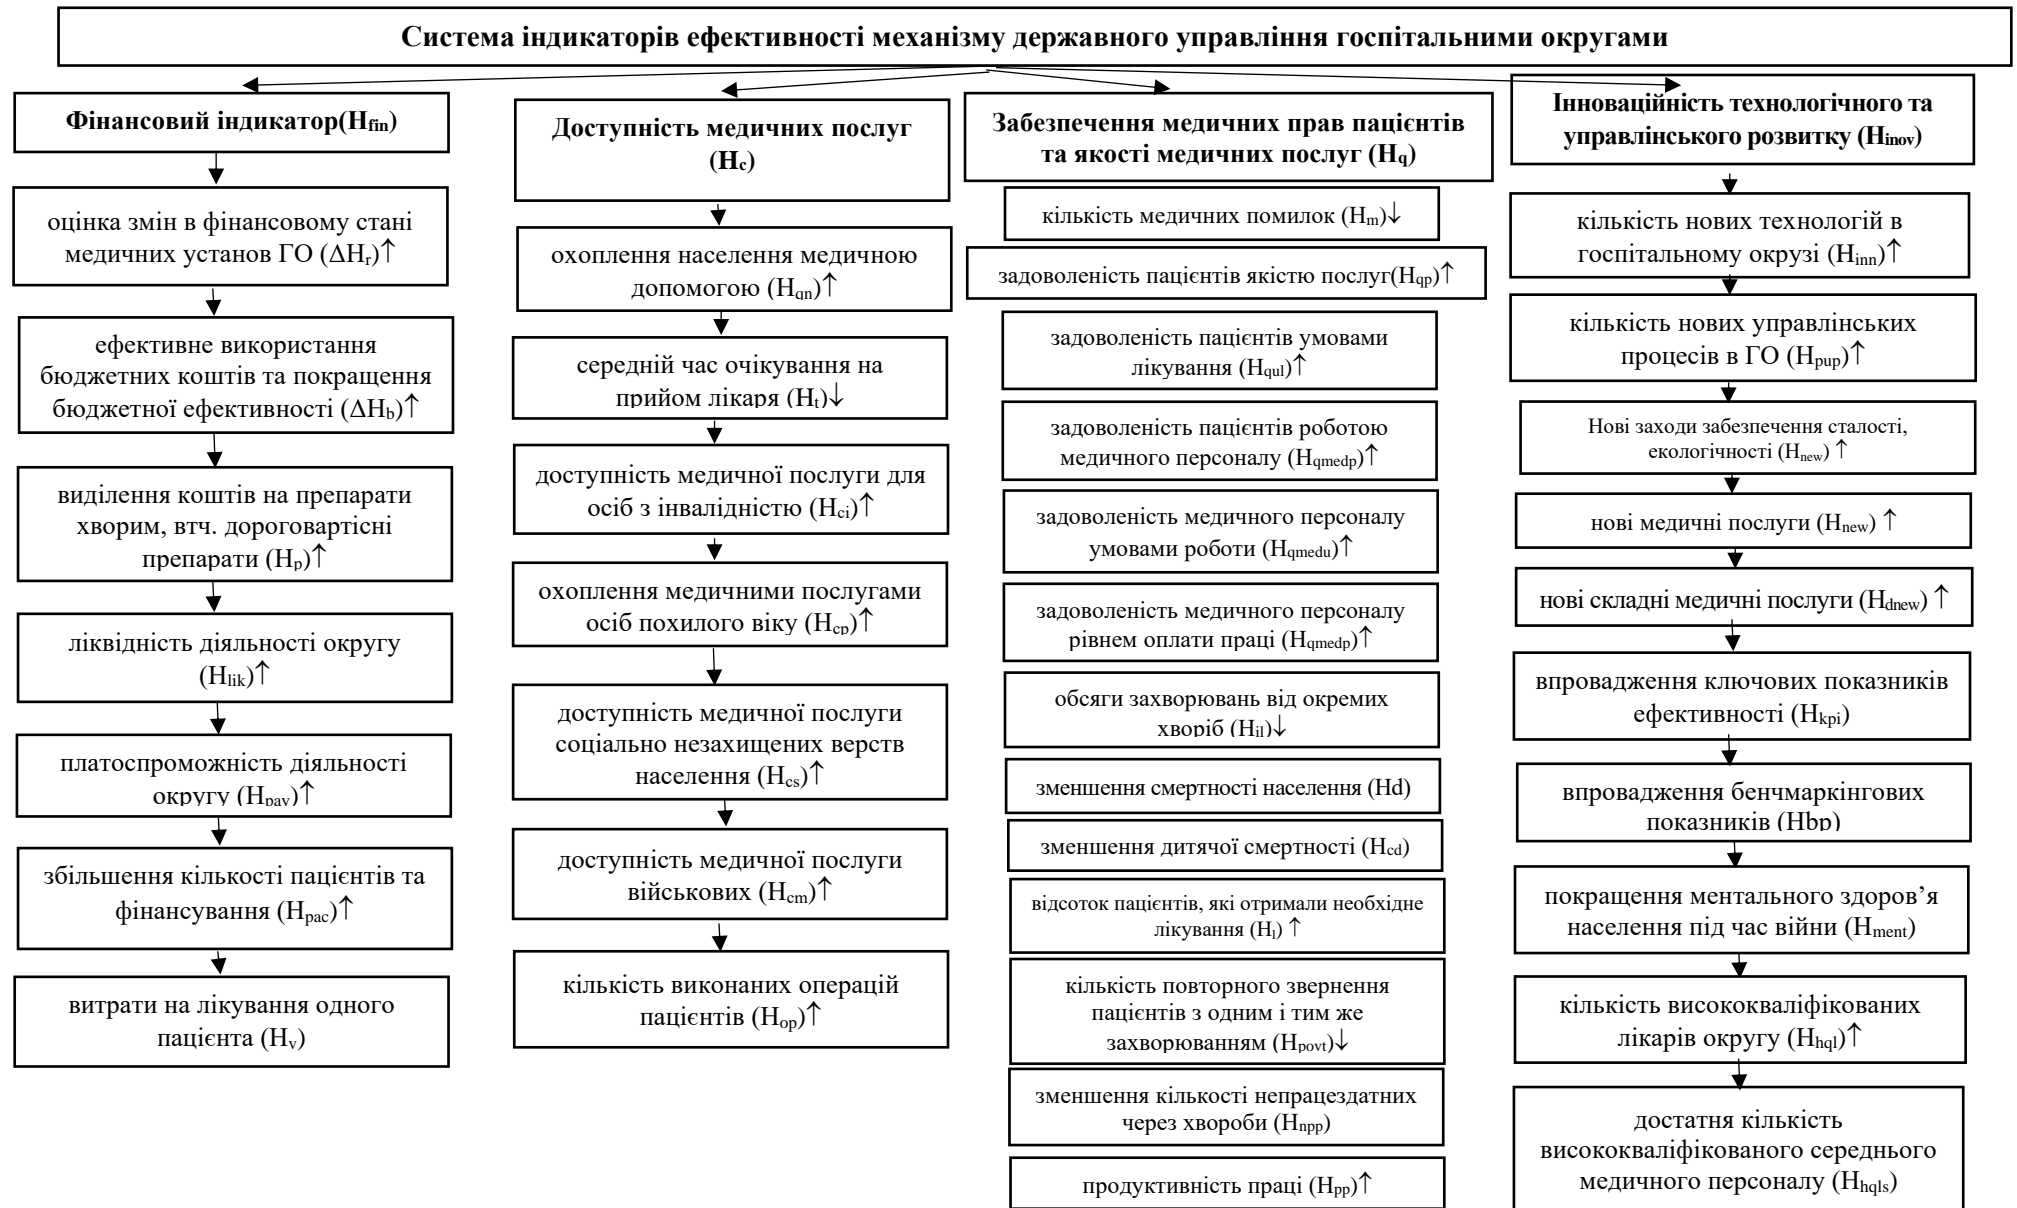 Система індикаторів ефективності механізму державного управління госпітальними округами
Фінансовий індикатор(Hfin)
оцінка змін в фінансовому стані
медичних установ ГО (ΔHr)↑
ефективне використання
бюджетних коштів та покращення
бюджетної ефективності (ΔHb)↑
виділення коштів на препарати
хворим, втч. дороговартісні
препарати (Hp)↑
ліквідність діяльності округу
(Hlik)↑
платоспроможність діяльності
округу (Hpay)↑
збільшення кількості пацієнтів та
фінансування (Hpac)↑
витрати на лікування одного
пацієнта (Hv)
Доступність медичних послуг
(Hc)
охоплення населення медичною
допомогою (Hqn)↑
середній час очікування на
прийом лікаря (Ht)↓
доступність медичної послуги для
осіб з інвалідністю (Hci)↑
охоплення медичними послугами
осіб похилого віку (Hcp)↑
доступність медичної послуги
соціально незахищених верств
населення (Hcs)↑
доступність медичної послуги
військових (Hcm)↑
кількість виконаних операцій
пацієнтів (Hop)↑
Забезпечення медичних прав пацієнтів
та якості медичних послуг (Hq)
кількість медичних помилок (Hm)↓
задоволеність пацієнтів якістю послуг(Hqp)↑
задоволеність пацієнтів умовами
лікування (Hqul)↑
задоволеність пацієнтів роботою
медичного персоналу (Hqmedp)↑
задоволеність медичного персоналу
умовами роботи (Hqmedu)↑
задоволеність медичного персоналу
рівнем оплати праці (Hqmedp)↑
обсяги захворювань від окремих
хворіб (Hil)↓
зменшення смертності населення (Hd)
зменшення дитячої смертності (Hcd)
відсоток пацієнтів, які отримали необхідне
лікування (Hl) ↑
кількість повторного звернення
пацієнтів з одним і тим же
захворюванням (Hpovt)↓
зменшення кількості непрацездатних
через хвороби (Hnpp)
продуктивність праці (Hpp)↑
Інноваційність технологічного та
управлінського розвитку (Hinov)
кількість нових технологій в
госпітальному окрузі (Hinn)↑
кількість нових управлінських
процесів в ГО (Hpup)↑
Нові заходи забезпечення сталості,
екологічності (Hnew) ↑
нові медичні послуги (Hnew) ↑
нові складні медичні послуги (Hdnew) ↑
впровадження ключових показників
ефективності (Hkpi)
впровадження бенчмаркінгових
показників (Hbp)
покращення ментального здоров’я
населення під час війни (Hment)
кількість висококваліфікованих
лікарів округу (Hhql)↑
достатня кількість
висококваліфікованого середнього
медичного персоналу (Hhqls)